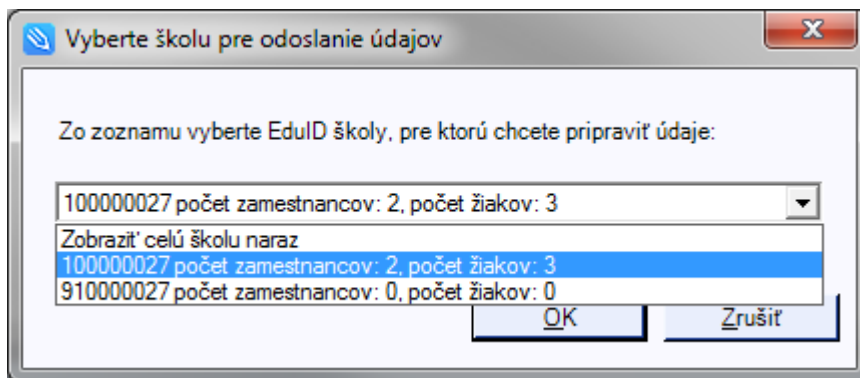 Vyberte školu pre odoslanie údajov
Zo zoznamu vyberte EduID školy, pre ktorú chcete pripraviť údaje:
100000027 počet zamestnancov: 2, počet žiakov: 3
Zobraziť celú školu naraz
100000027 počet zamestnancov: 2, počet žiakov: 3
910000027 počet zamestnancov: 0, počet žiakov: 0
OK Zrušiť